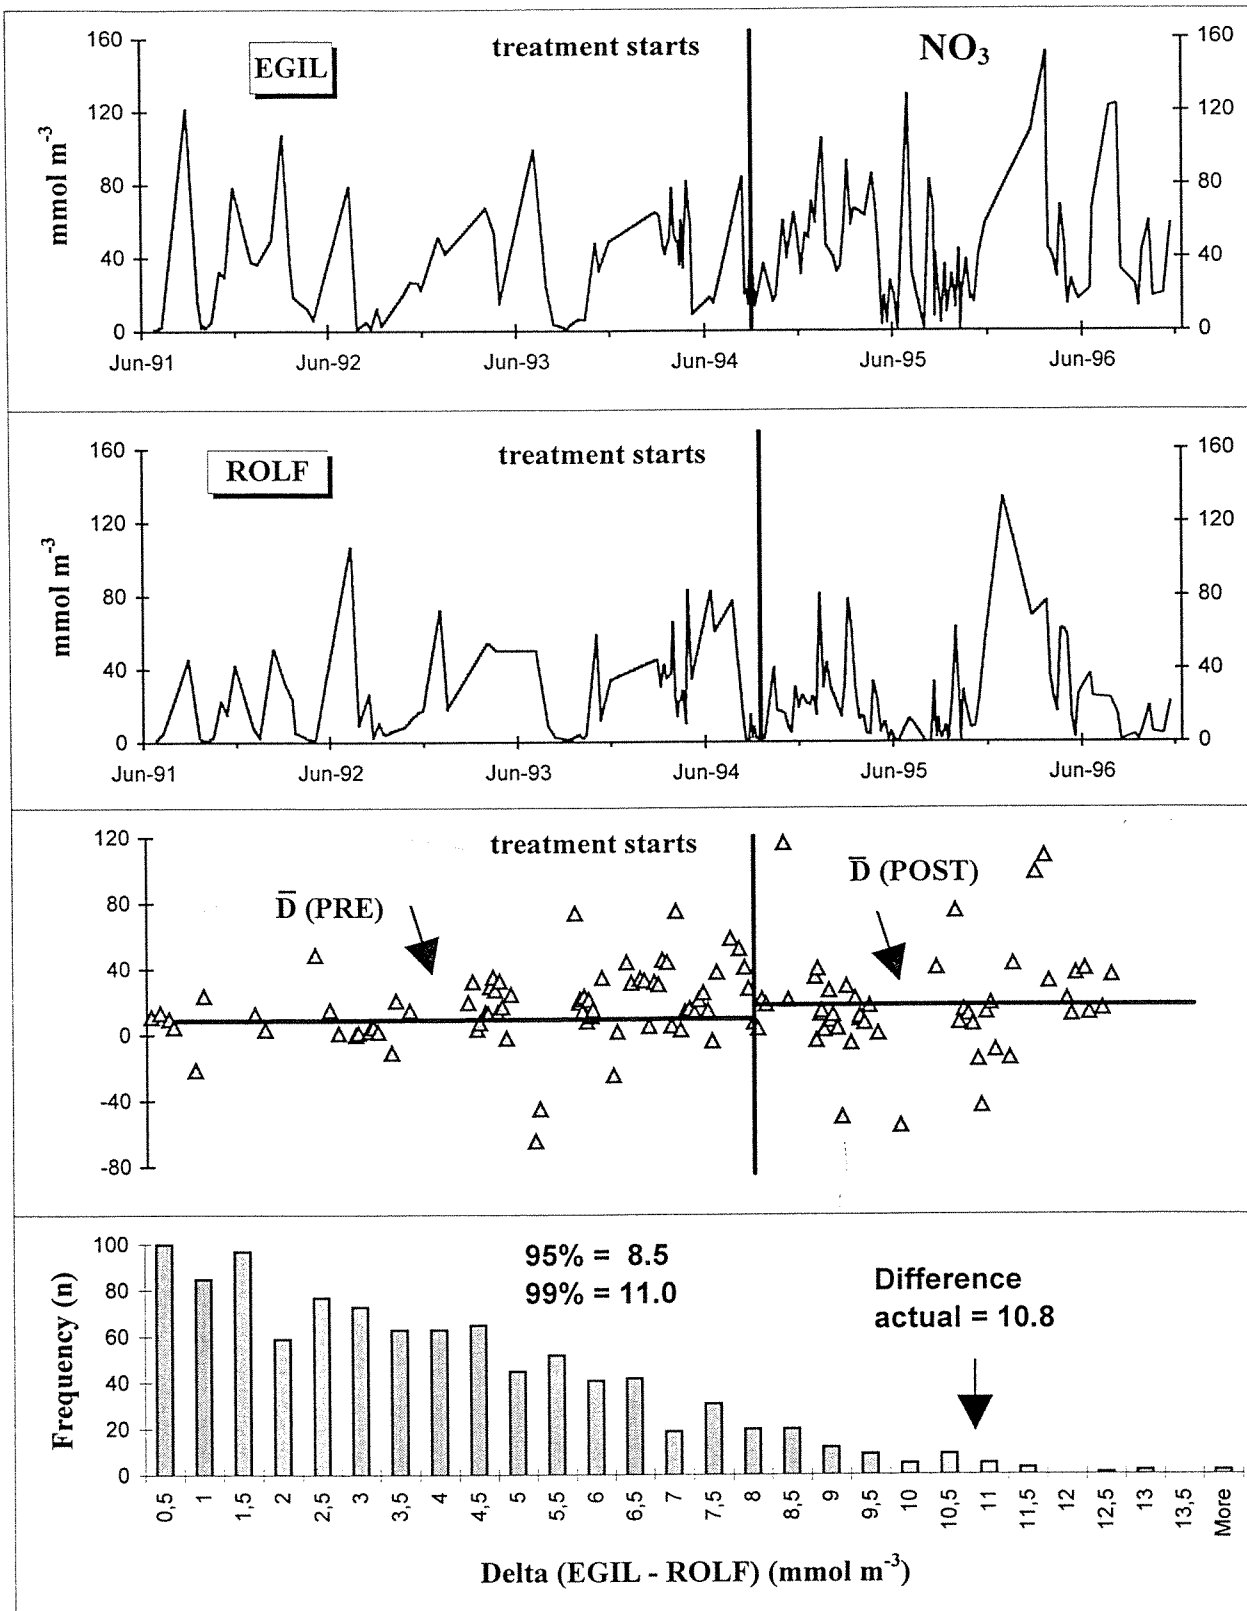 160
120
80
40
0
mmol m-3
EGIL
treatment starts
NO3
160
120
80
40
0
Jun-91 Jun-92 Jun-93 Jun-94 Jun-95 Jun-96
160
120
80
40
0
mmol m-3
ROLF
treatment starts
160
120
80
40
0
Jun-91 Jun-92 Jun-93 Jun-94 Jun-95 Jun-96
120
80
40
0
-40
-80
treatment starts
D̅ (PRE)
D̅ (POST)
100
80
60
40
20
0
Frequency (n)
95% = 8.5
99% = 11.0
Difference
actual = 10.8
0,5 1 1,5 2 2,5 3 3,5 4 4,5 5 5,5 6 6,5 7 7,5 8 8,5 9 9,5 10 10,5 11 11,5 12 12,5 13 13,5 More
Delta (EGIL - ROLF) (mmol m-3)